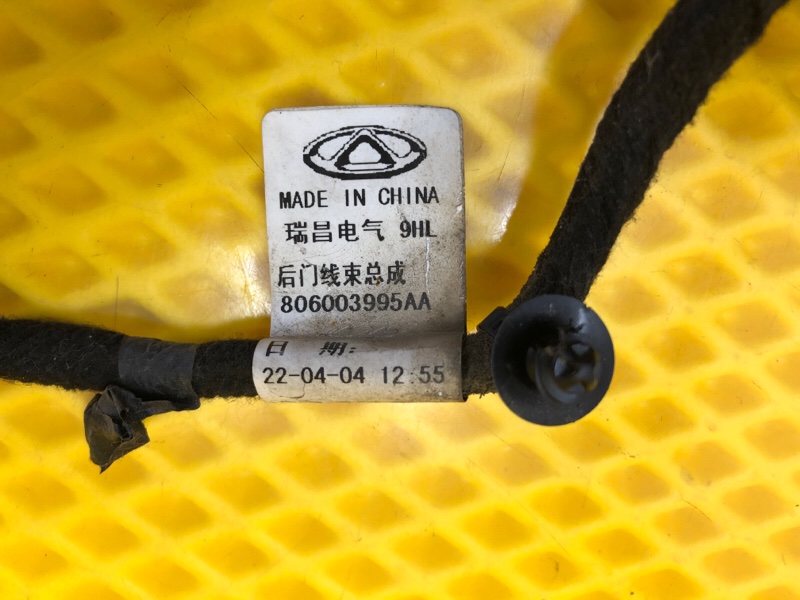 MADE IN CHINA
瑞昌电气 9HL
后门线束总成
806003995AA
日 期:
22-04-04 12:55